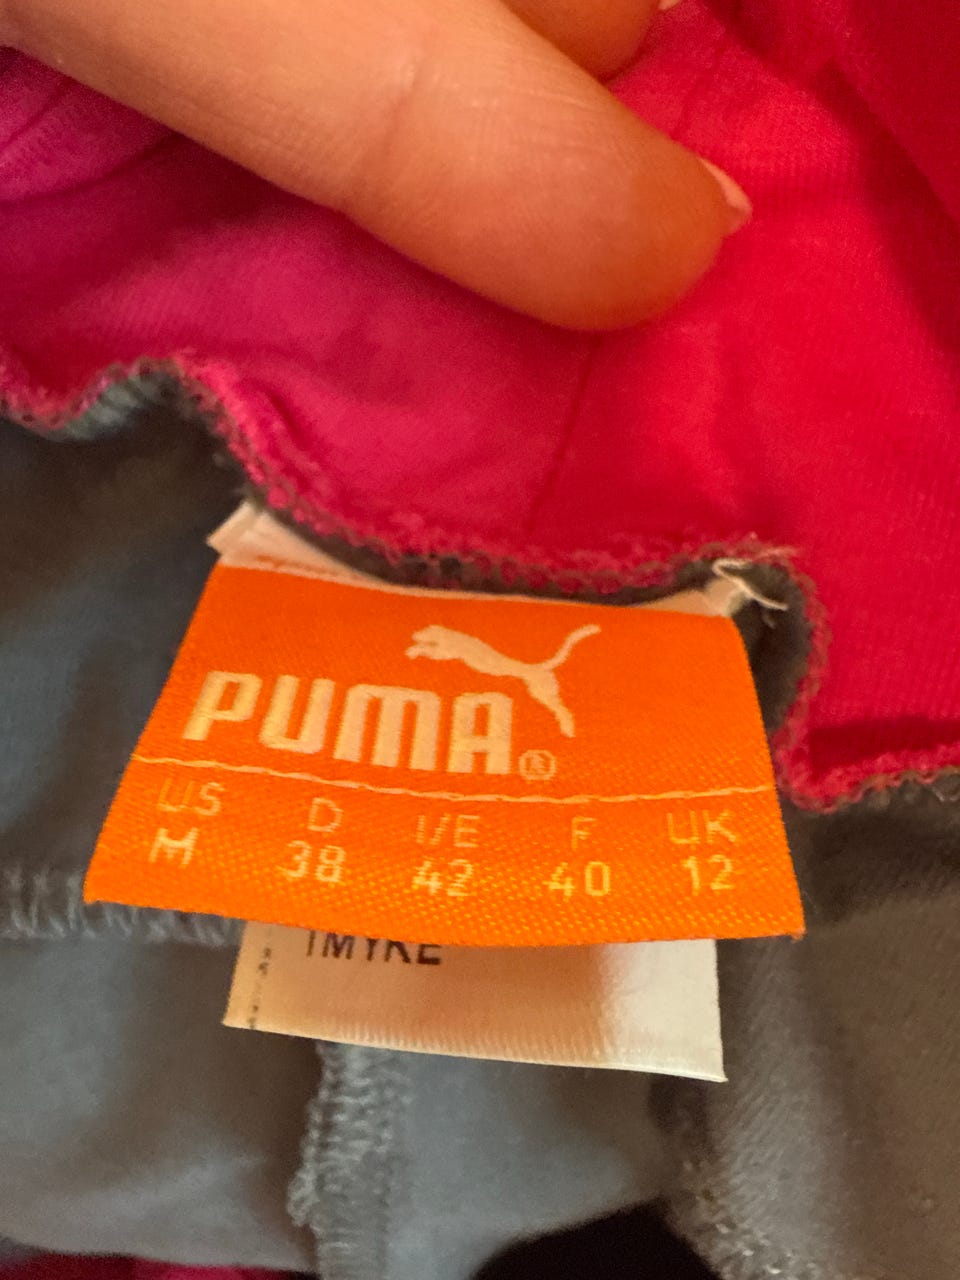 PUMA®
US D I/E F UK
M 38 42 40 12